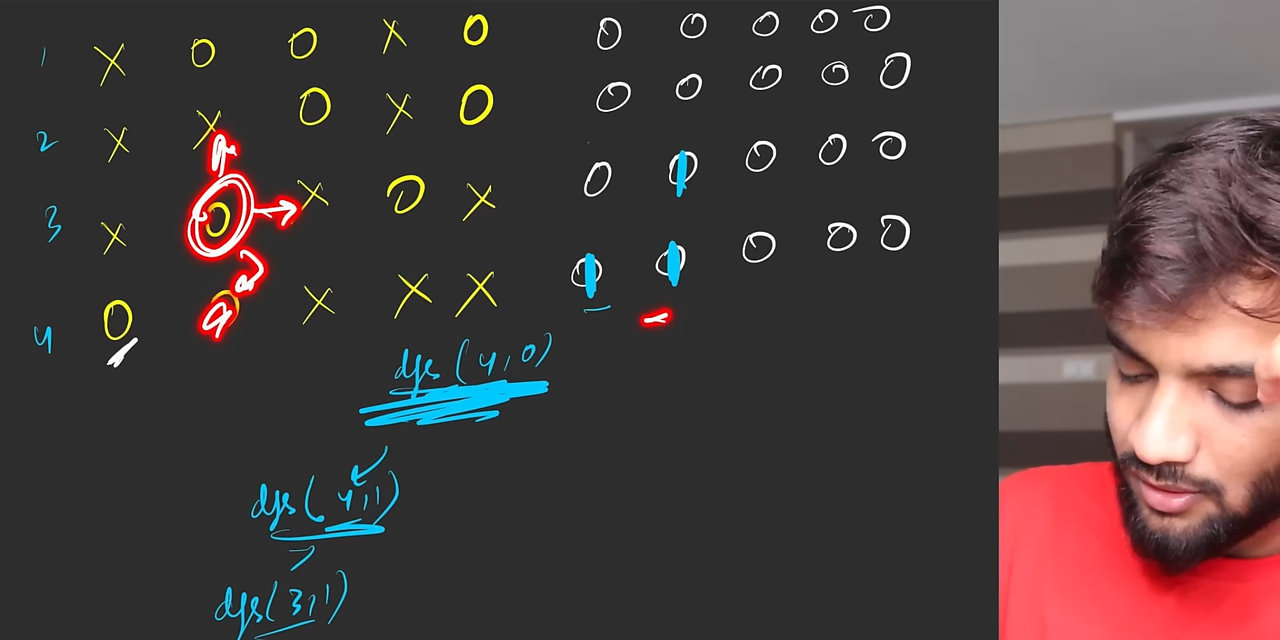 1 X O O X O O O O O O
2 X X O X O O O O O O
3 X O X O X O O O O O
4 O X X X O O O O O
dfs(4,0)
dfs(4,1)
dfs(3,1)